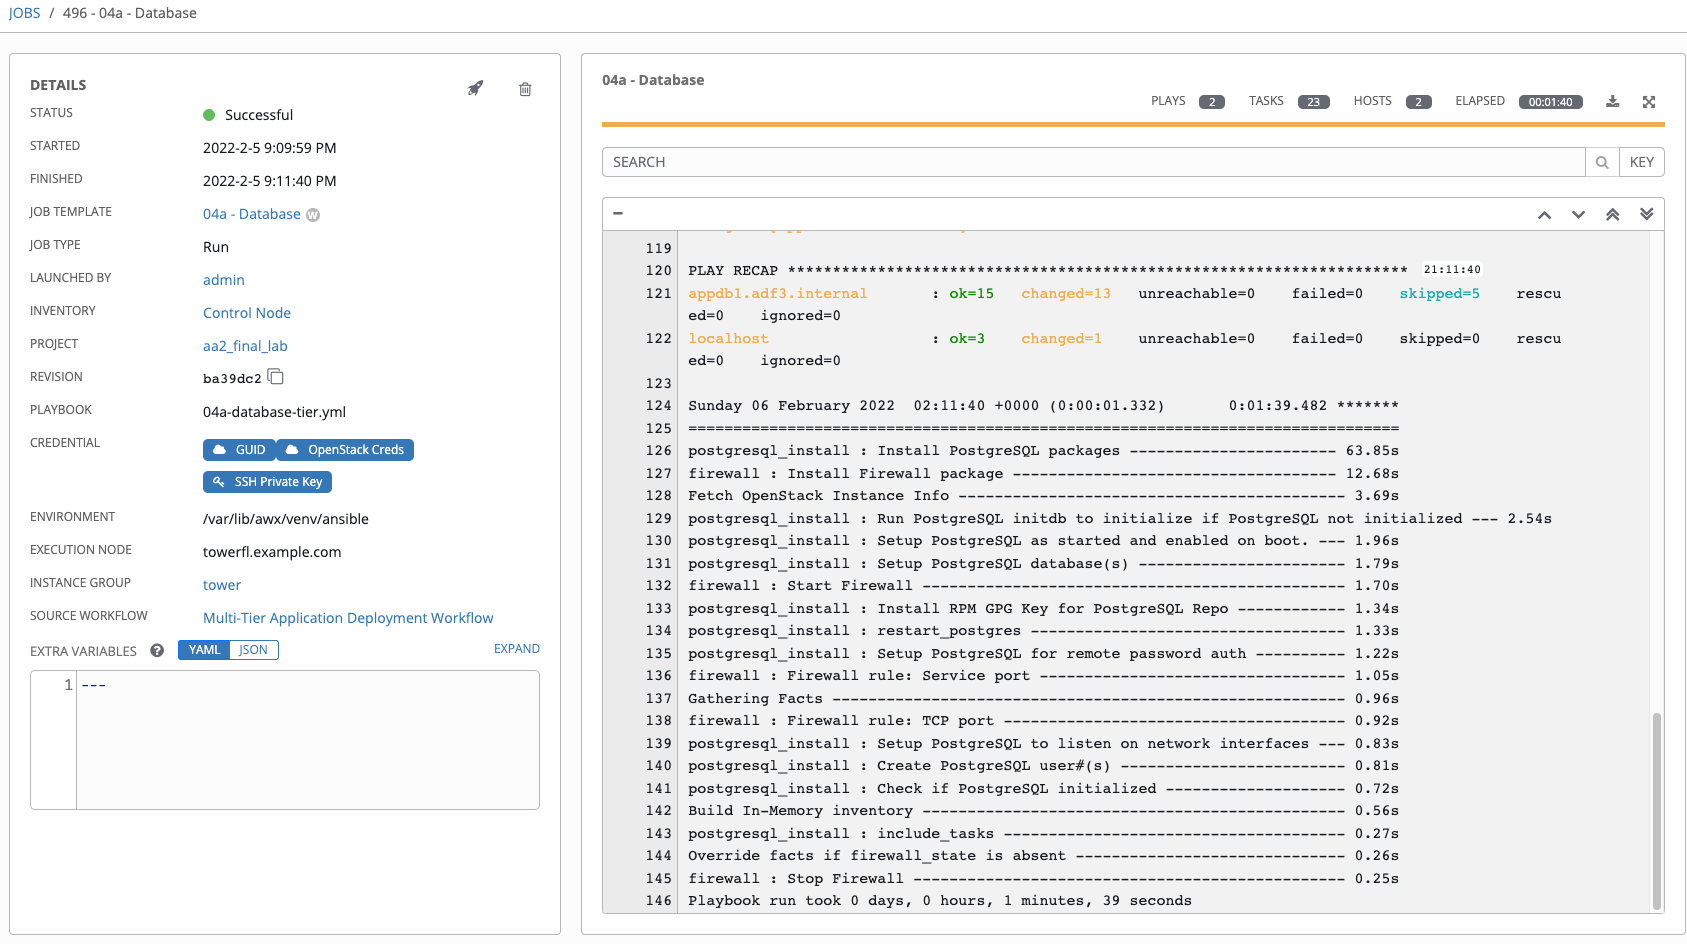 JOBS / 496 - 04a - Database
DETAILS
STATUS Successful
STARTED 2022-2-5 9:09:59 PM
FINISHED 2022-2-5 9:11:40 PM
JOB TEMPLATE 04a - Database W
JOB TYPE Run
LAUNCHED BY admin
INVENTORY Control Node
PROJECT aa2_final_lab
REVISION ba39dc2
PLAYBOOK 04a-database-tier.yml
CREDENTIAL GUID OpenStack Creds
SSH Private Key
ENVIRONMENT /var/lib/awx/venv/ansible
EXECUTION NODE towerfl.example.com
INSTANCE GROUP tower
SOURCE WORKFLOW Multi-Tier Application Deployment Workflow
EXTRA VARIABLES ? YAML JSON EXPAND
1 ---
04a - Database
PLAYS 2 TASKS 23 HOSTS 2 ELAPSED 00:01:40
SEARCH KEY
119
120 PLAY RECAP ********************************************************************* 21:11:40
121 appdb1.adf3.internal : ok=15 changed=13 unreachable=0 failed=0 skipped=5 rescu
ed=0 ignored=0
122 localhost : ok=3 changed=1 unreachable=0 failed=0 skipped=0 rescu
ed=0 ignored=0
123
124 Sunday 06 February 2022 02:11:40 +0000 (0:00:01.332) 0:01:39.482 *******
125 ===============================================================================
126 postgresql_install : Install PostgreSQL packages ----------------------- 63.85s
127 firewall : Install Firewall package ------------------------------------ 12.68s
128 Fetch OpenStack Instance Info ------------------------------------------- 3.69s
129 postgresql_install : Run PostgreSQL initdb to initialize if PostgreSQL not initialized --- 2.54s
130 postgresql_install : Setup PostgreSQL as started and enabled on boot. --- 1.96s
131 postgresql_install : Setup PostgreSQL database(s) ----------------------- 1.79s
132 firewall : Start Firewall ----------------------------------------------- 1.70s
133 postgresql_install : Install RPM GPG Key for PostgreSQL Repo ------------ 1.34s
134 postgresql_install : restart_postgres ----------------------------------- 1.33s
135 postgresql_install : Setup PostgreSQL for remote password auth ---------- 1.22s
136 firewall : Firewall rule: Service port ---------------------------------- 1.05s
137 Gathering Facts --------------------------------------------------------- 0.96s
138 firewall : Firewall rule: TCP port -------------------------------------- 0.92s
139 postgresql_install : Setup PostgreSQL to listen on network interfaces --- 0.83s
140 postgresql_install : Create PostgreSQL user#(s) ------------------------- 0.81s
141 postgresql_install : Check if PostgreSQL initialized -------------------- 0.72s
142 Build In-Memory inventory ----------------------------------------------- 0.56s
143 postgresql_install : include_tasks -------------------------------------- 0.27s
144 Override facts if firewall_state is absent ------------------------------ 0.26s
145 firewall : Stop Firewall ------------------------------------------------ 0.25s
146 Playbook run took 0 days, 0 hours, 1 minutes, 39 seconds